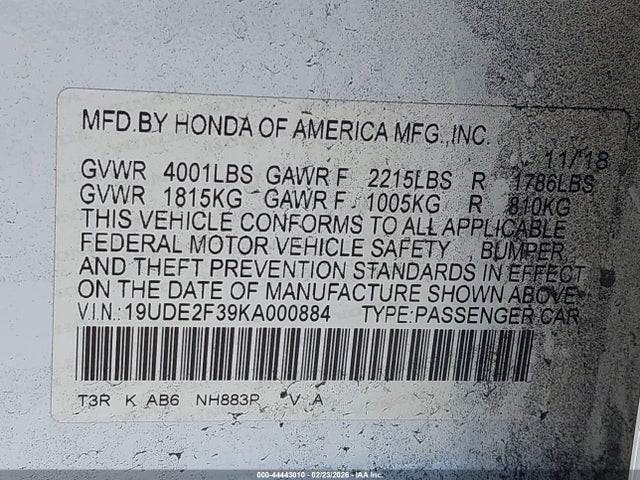 MFD.BY HONDA OF AMERICA MFG.,INC.
11/18
GVWR 4001LBS GAWR F 2215LBS R 1786LBS
GVWR 1815KG GAWR F 1005KG R 810KG
THIS VEHICLE CONFORMS TO ALL APPLICABLE
FEDERAL MOTOR VEHICLE SAFETY , BUMPER,
AND THEFT PREVENTION STANDARDS IN EFFECT
ON THE DATE OF MANUFACTURE SHOWN ABOVE.
V.I.N.: 19UDE2F39KA000884 TYPE:PASSENGER CAR
T3R K AB6 NH883P V A
000-44443010 - 02/23/2026 - IAA Inc.